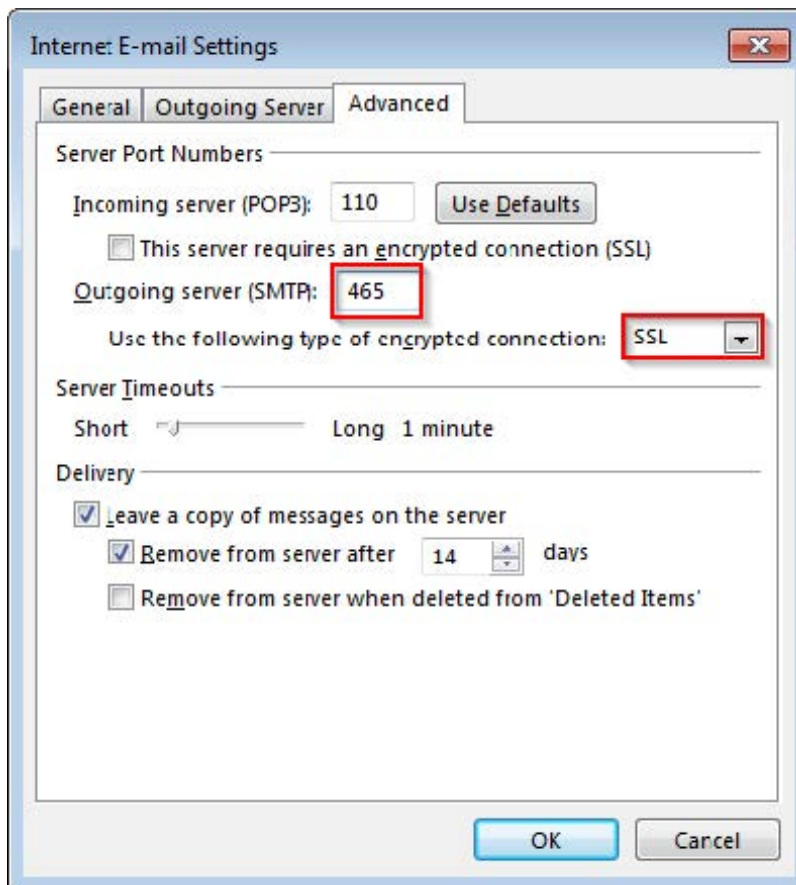 Internet E-mail Settings
General Outgoing Server Advanced
Server Port Numbers
Incoming server (POP3): 110 Use Defaults
This server requires an encrypted connection (SSL)
Outgoing server (SMTP): 465
Use the following type of encrypted connection: SSL
Server Timeouts
Short Long 1 minute
Delivery
Leave a copy of messages on the server
Remove from server after 14 days
Remove from server when deleted from 'Deleted Items'
OK Cancel